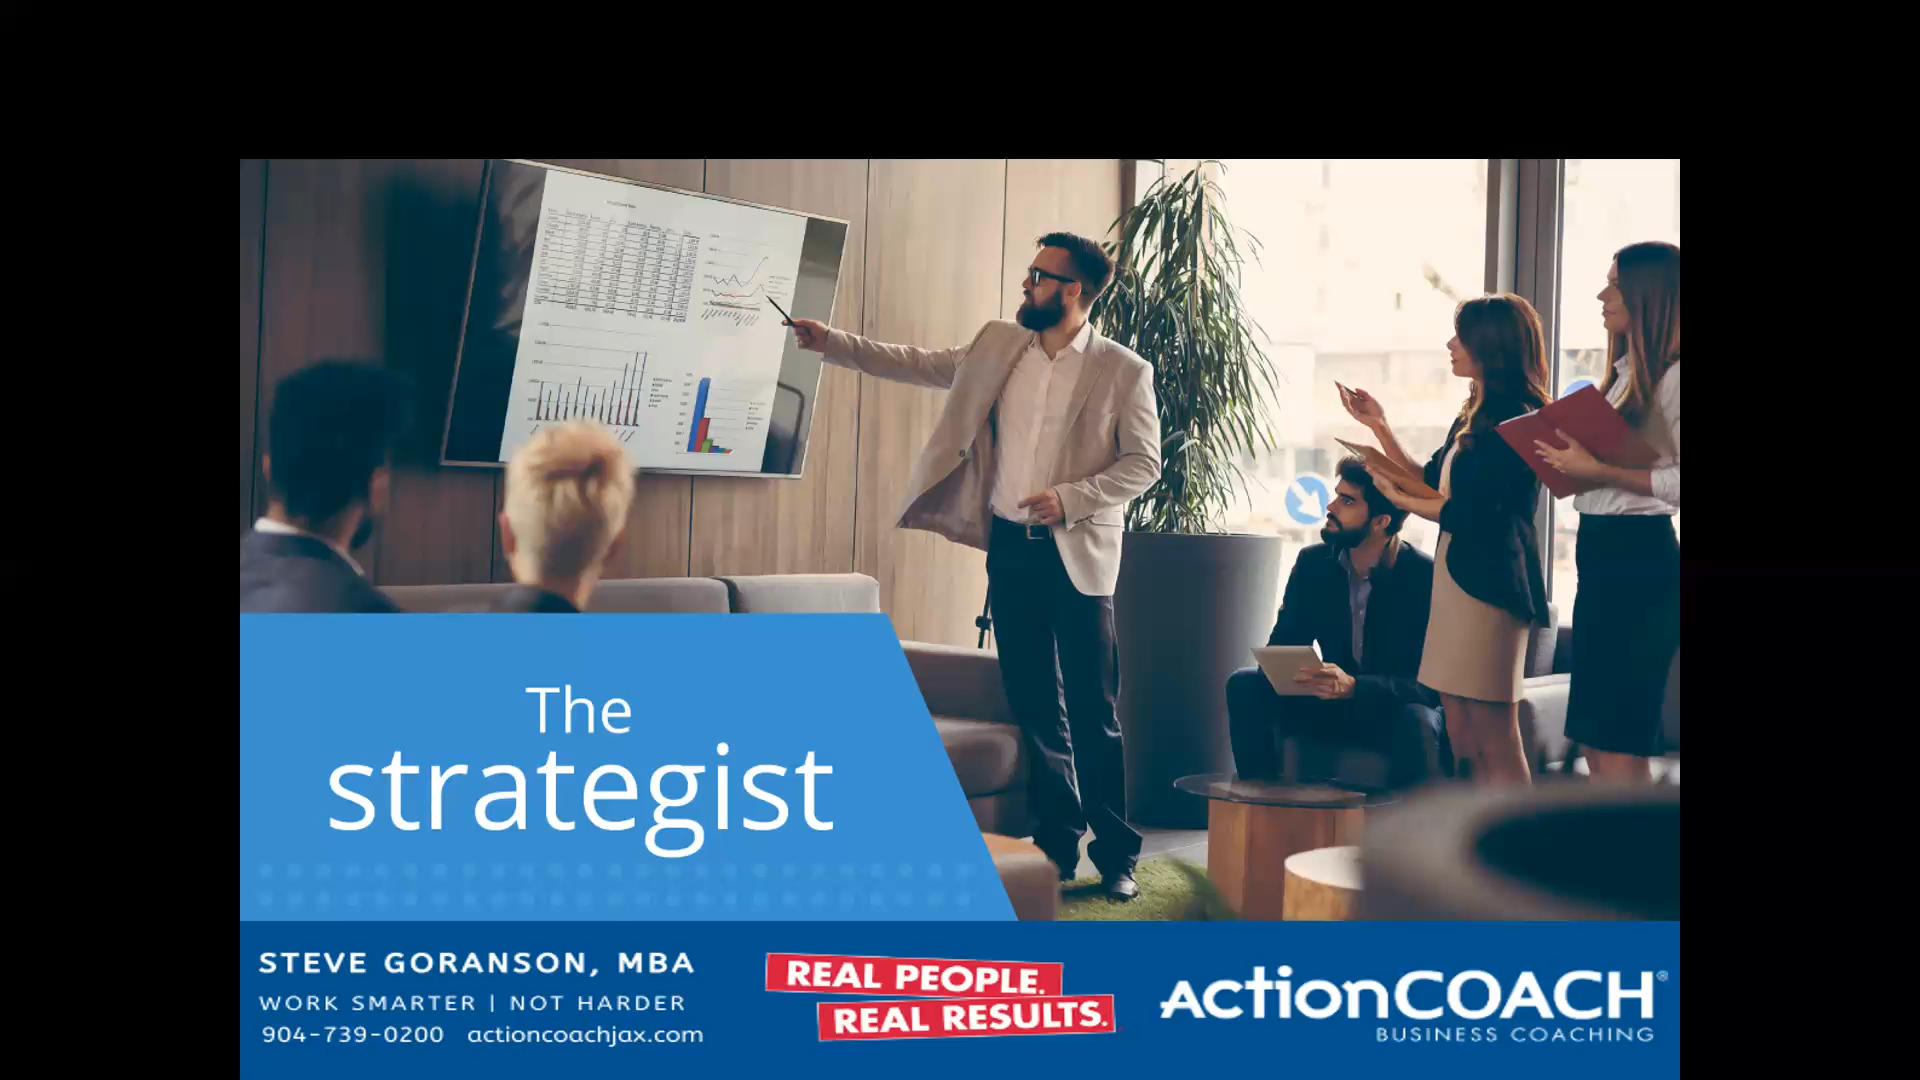 The
strategist
STEVE GORANSON, MBA
WORK SMARTER | NOT HARDER
904-739-0200 actioncoachjax.com
REAL PEOPLE.
REAL RESULTS.
ActionCOACH®
BUSINESS COACHING